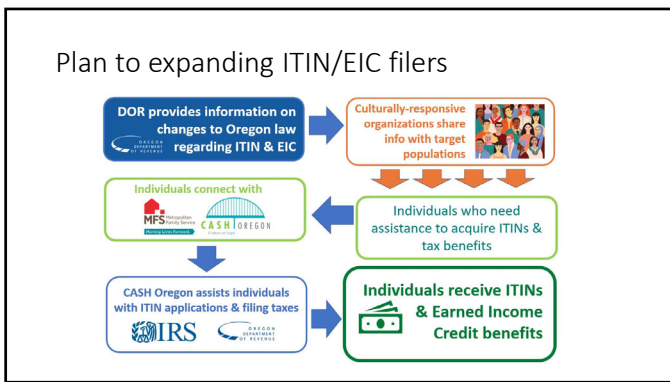 Plan to expanding ITIN/EIC filers
DOR provides information on
changes to Oregon law
regarding ITIN & EIC
OREGON
DEPARTMENT
OF REVENUE
Culturally-responsive
organizations share
info with target
populations
Individuals connect with
MFS Metropolitan
Family Service
Moving Lives Forward.
CASH OREGON
Individuals who need
assistance to acquire ITINs &
tax benefits
CASH Oregon assists individuals
with ITIN applications & filing taxes
IRS
OREGON
DEPARTMENT
OF REVENUE
Individuals receive ITINs
& Earned Income
Credit benefits